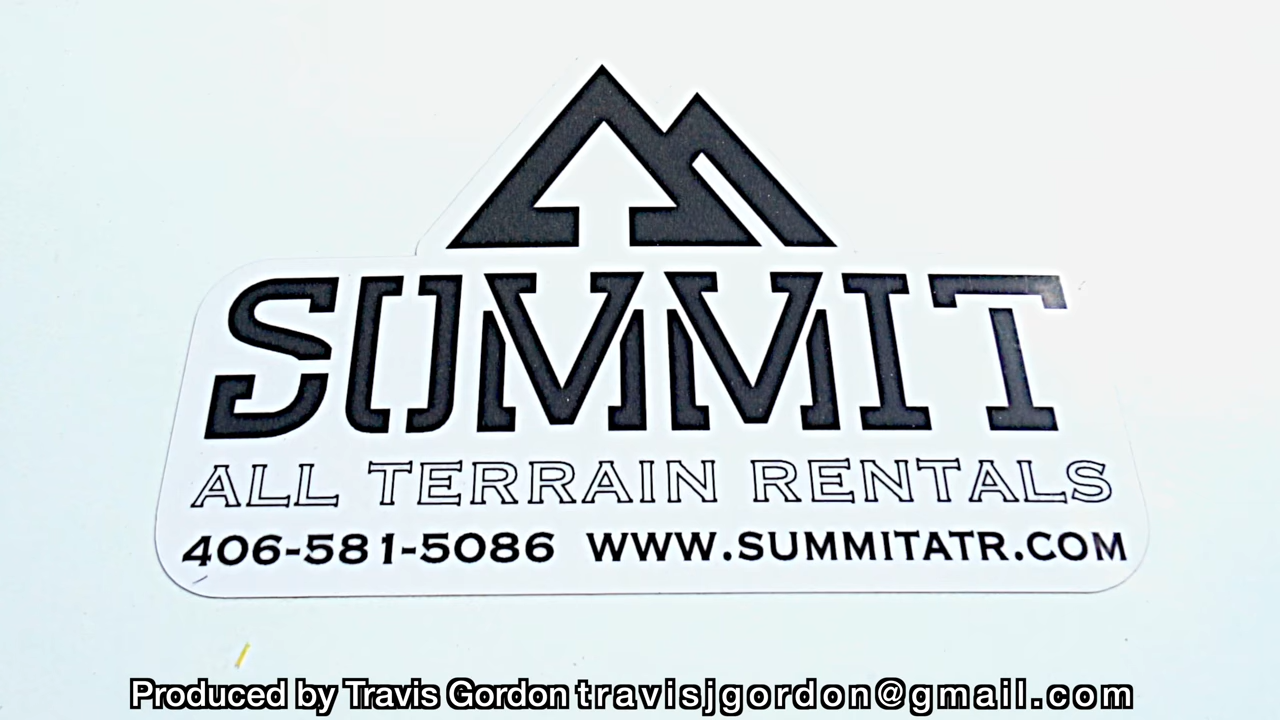 SUMMIT
ALL TERRAIN RENTALS
406-581-5086 WWW.SUMMITATR.COM
Produced by Travis Gordon travisjgordon@gmail.com